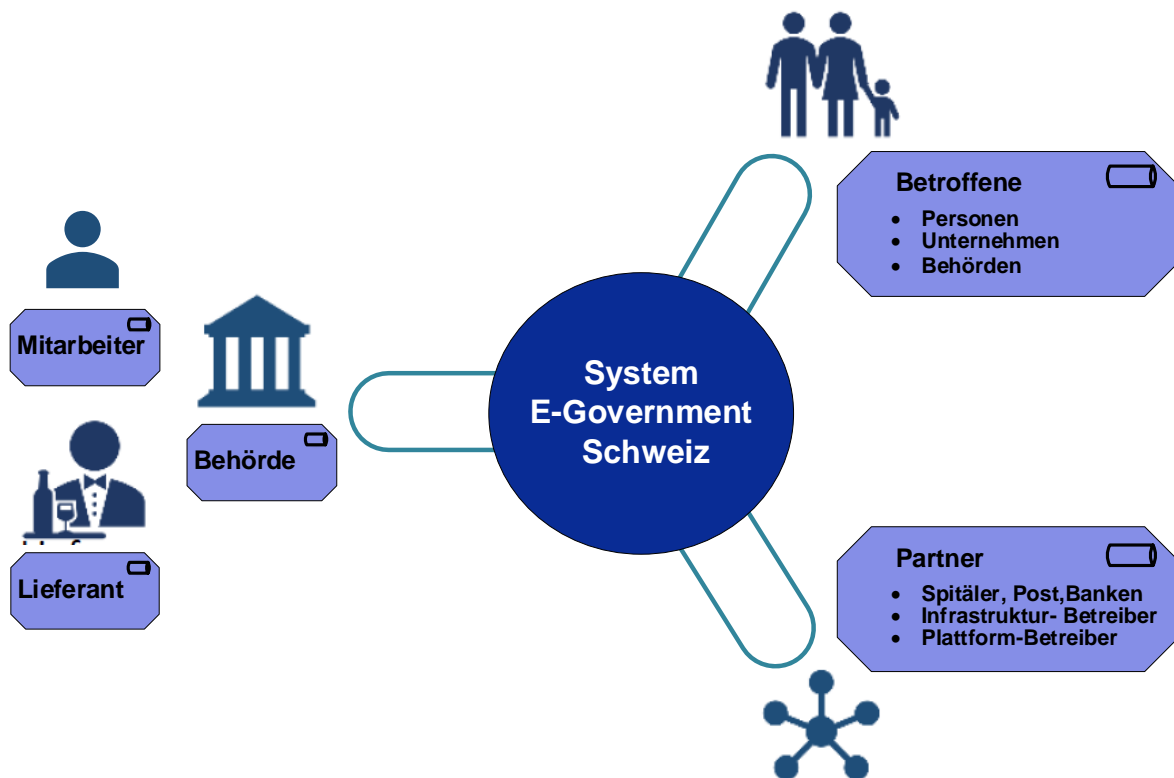 Betroffene
• Personen
• Unternehmen
• Behörden
Mitarbeiter
System
E-Government
Schweiz
Behörde
Lieferant
Partner
• Spitäler, Post,Banken
• Infrastruktur- Betreiber
• Plattform-Betreiber